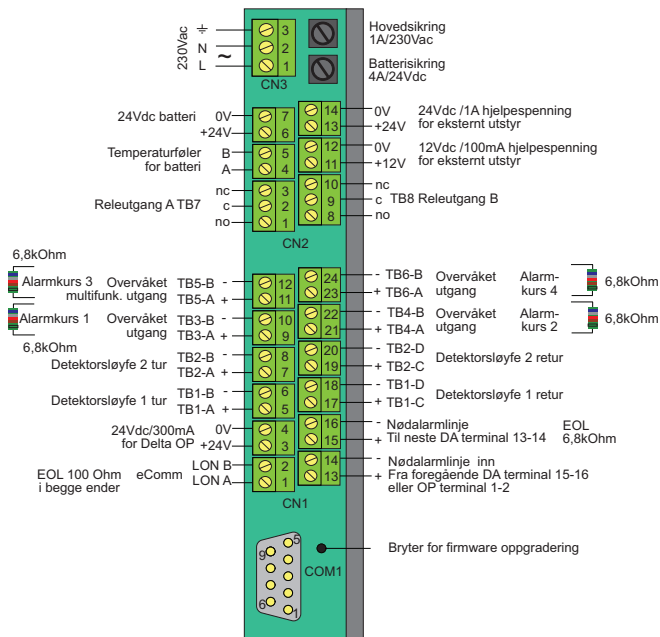 230Vac
N
L
~
3
2
1
CN3
Hovedsikring
1A/230Vac
Batterisikring
4A/24Vdc
24Vdc batteri 0V 7
+24V 6
Temperaturføler
for batteri
B 5
A 4
nc 3
Releutgang A TB7 c 2
no 1
14 0V 24Vdc /1A hjelpespenning
13 +24V for eksternt utstyr
12 0V 12Vdc /100mA hjelpespenning
11 +12V for eksternt utstyr
10 nc
9 c TB8 Releutgang B
8 no
CN2
6,8kOhm
Alarmkurs 3 Overvåket TB5-B - 12
multifunk. utgang TB5-A + 11
Alarmkurs 1 Overvåket TB3-B - 10
utgang TB3-A + 9
6,8kOhm
Detektorsløyfe 2 tur TB2-B - 8
TB2-A + 7
Detektorsløyfe 1 tur TB1-B - 6
TB1-A + 5
24Vdc/300mA 0V 4
for Delta OP +24V 3
EOL 100 Ohm eComm LON B 2
i begge ender LON A 1
24 - TB6-B Overvåket Alarm-
23 + TB6-A utgang kurs 4
6,8kOhm
22 - TB4-B Overvåket Alarm-
21 + TB4-A utgang kurs 2
6,8kOhm
20 - TB2-D
19 + TB2-C
Detektorsløyfe 2 retur
18 - TB1-D
17 + TB1-C
Detektorsløyfe 1 retur
16 - Nødalarmlinje EOL
15 + Til neste DA terminal 13-14 6,8kOhm
14 - Nødalarmlinje inn
13 + Fra foregående DA terminal 15-16
eller OP terminal 1-2
CN1
5
9
6
1
COM1
Bryter for firmware oppgradering